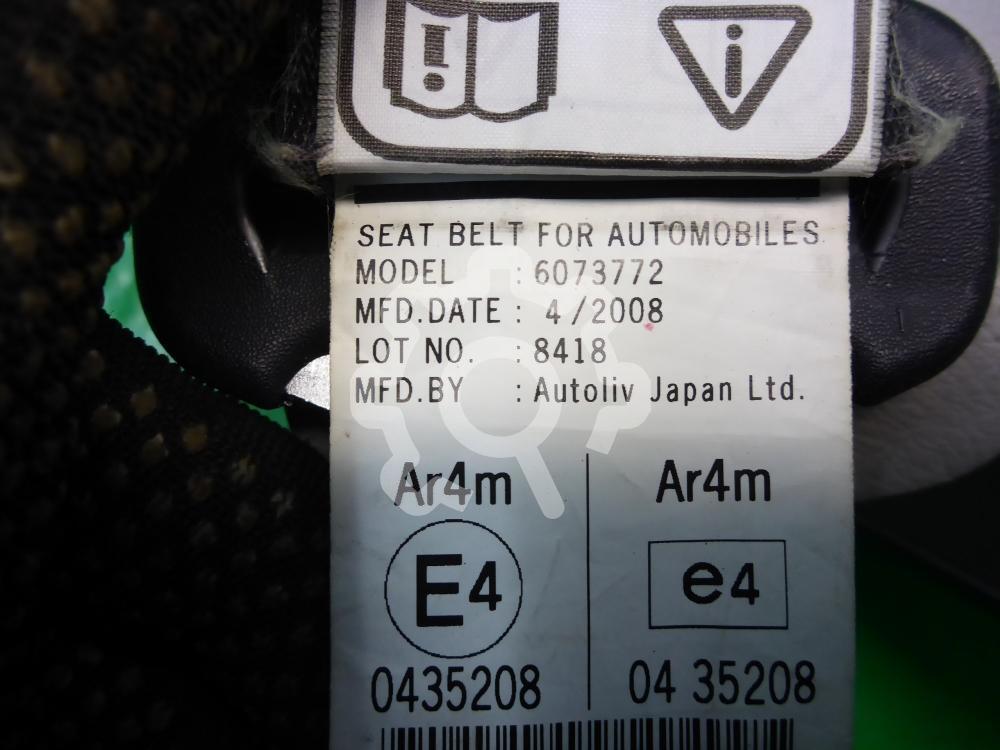 SEAT BELT FOR AUTOMOBILES
MODEL : 6073772
MFD.DATE : 4/2008
LOT NO. : 8418
MFD.BY : Autoliv Japan Ltd.
Ar4m Ar4m
E4 e4
0435208 04 35208